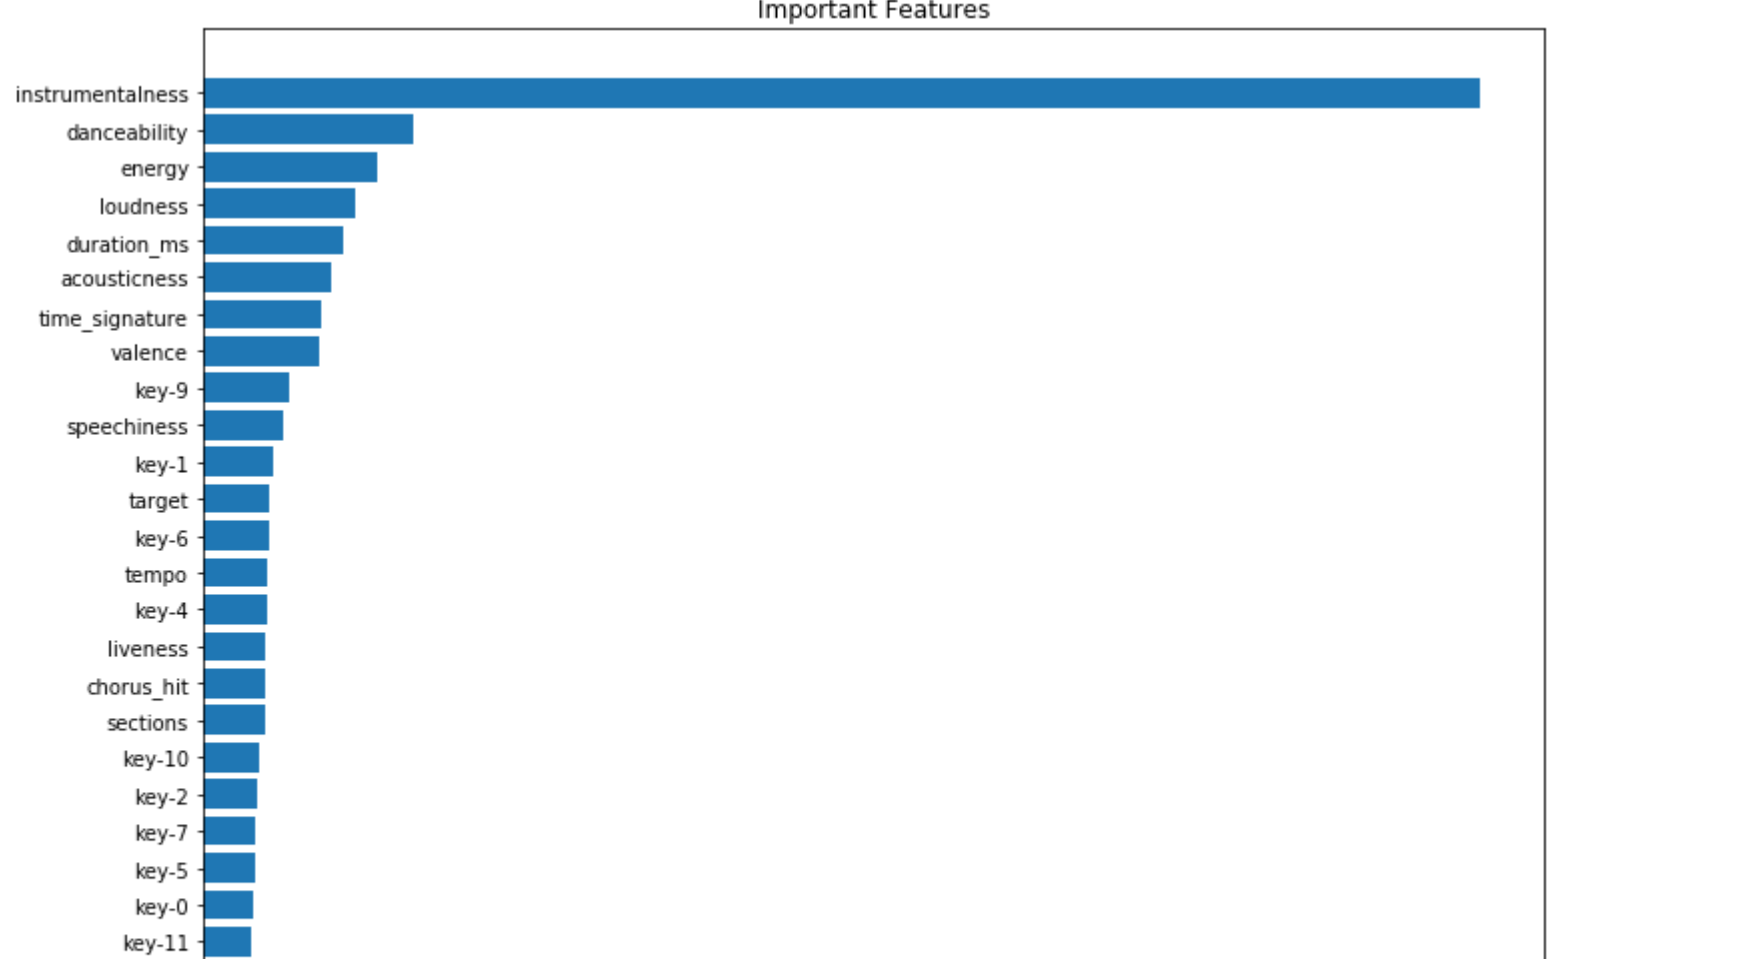 Important Features
instrumentalness
danceability
energy
loudness
duration_ms
acousticness
time_signature
valence
key-9
speechiness
key-1
target
key-6
tempo
key-4
liveness
chorus_hit
sections
key-10
key-2
key-7
key-5
key-0
key-11